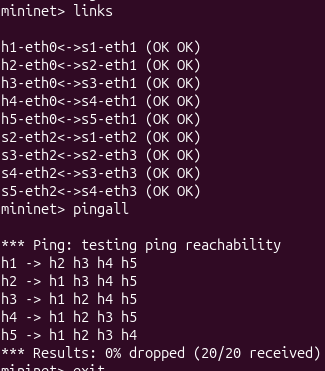 mininet> links
h1-eth0<->s1-eth1 (OK OK)
h2-eth0<->s2-eth1 (OK OK)
h3-eth0<->s3-eth1 (OK OK)
h4-eth0<->s4-eth1 (OK OK)
h5-eth0<->s5-eth1 (OK OK)
s2-eth2<->s1-eth2 (OK OK)
s3-eth2<->s2-eth3 (OK OK)
s4-eth2<->s3-eth3 (OK OK)
s5-eth2<->s4-eth3 (OK OK)
mininet> pingall
*** Ping: testing ping reachability
h1 -> h2 h3 h4 h5
h2 -> h1 h3 h4 h5
h3 -> h1 h2 h4 h5
h4 -> h1 h2 h3 h5
h5 -> h1 h2 h3 h4
*** Results: 0% dropped (20/20 received)
mininet> exit